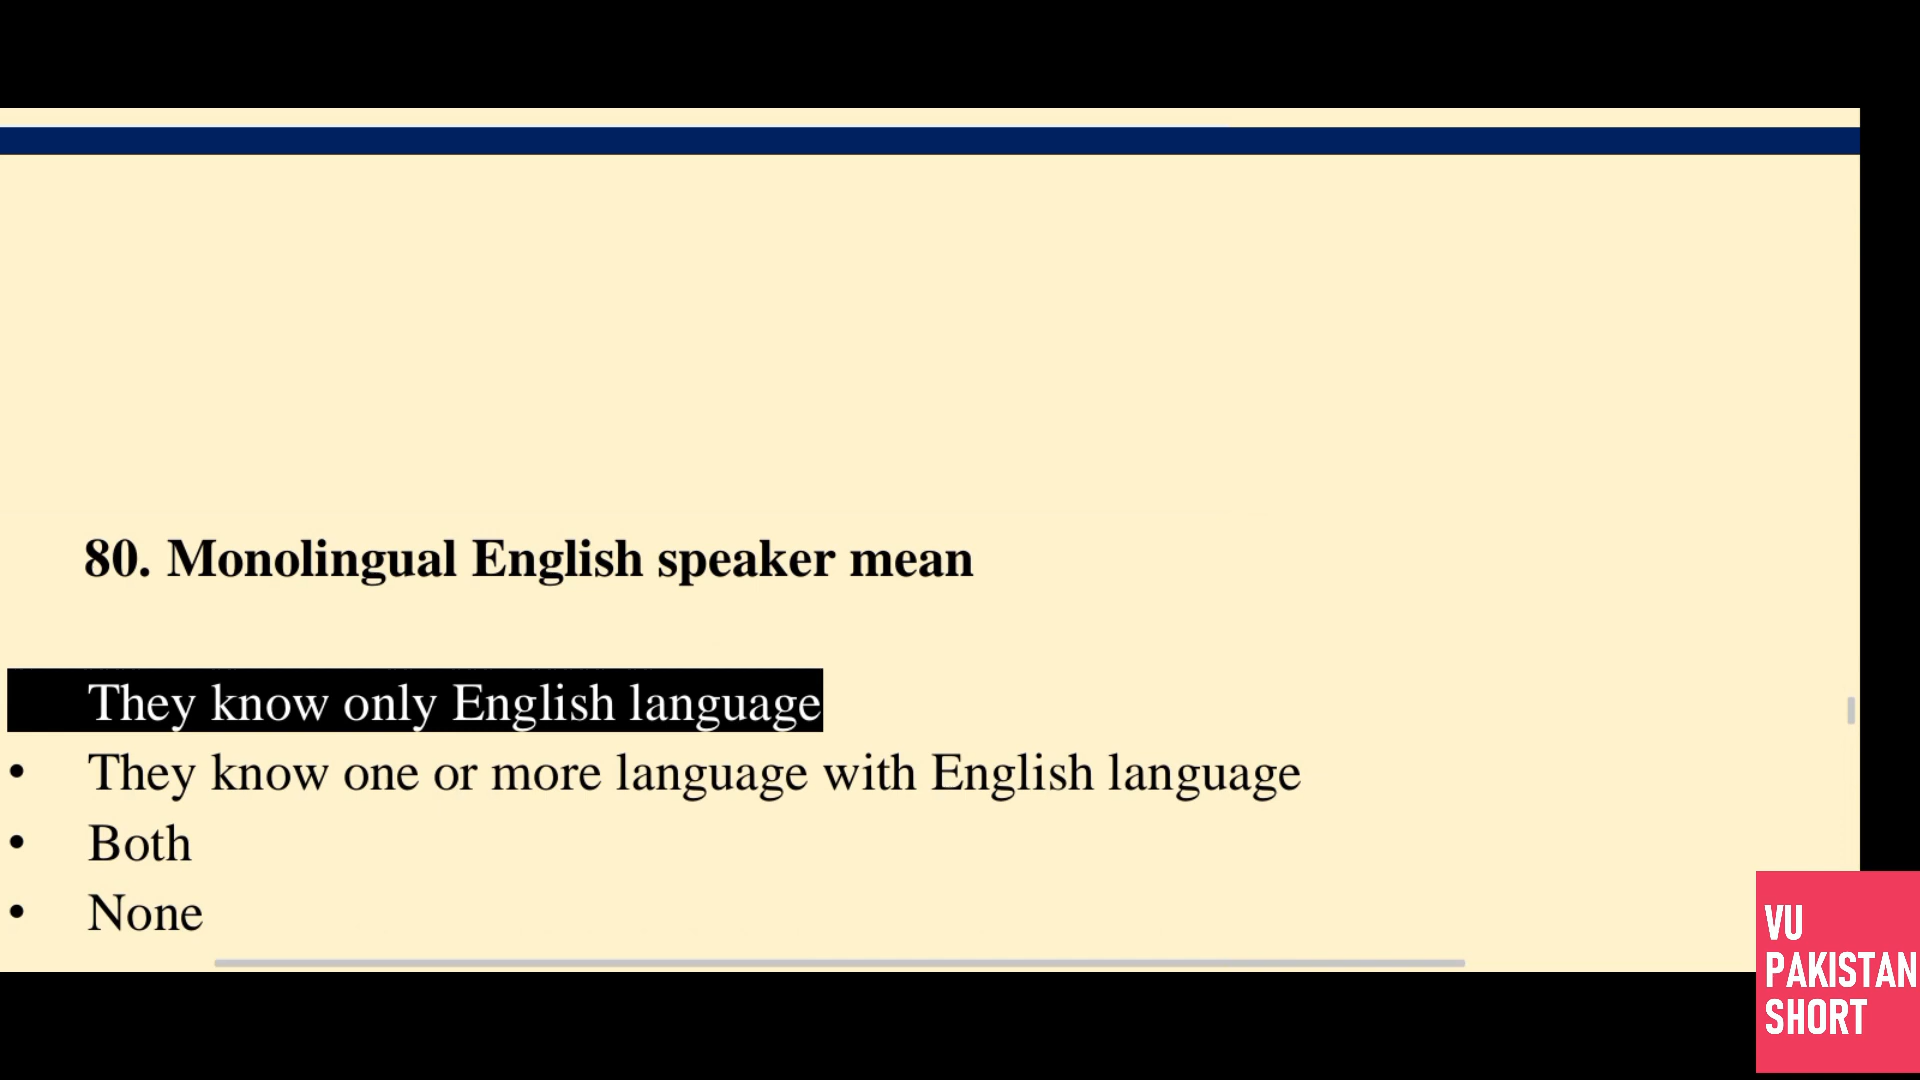 80. Monolingual English speaker mean
They know only English language
• They know one or more language with English language
• Both
• None
VU
PAKISTAN
SHORT